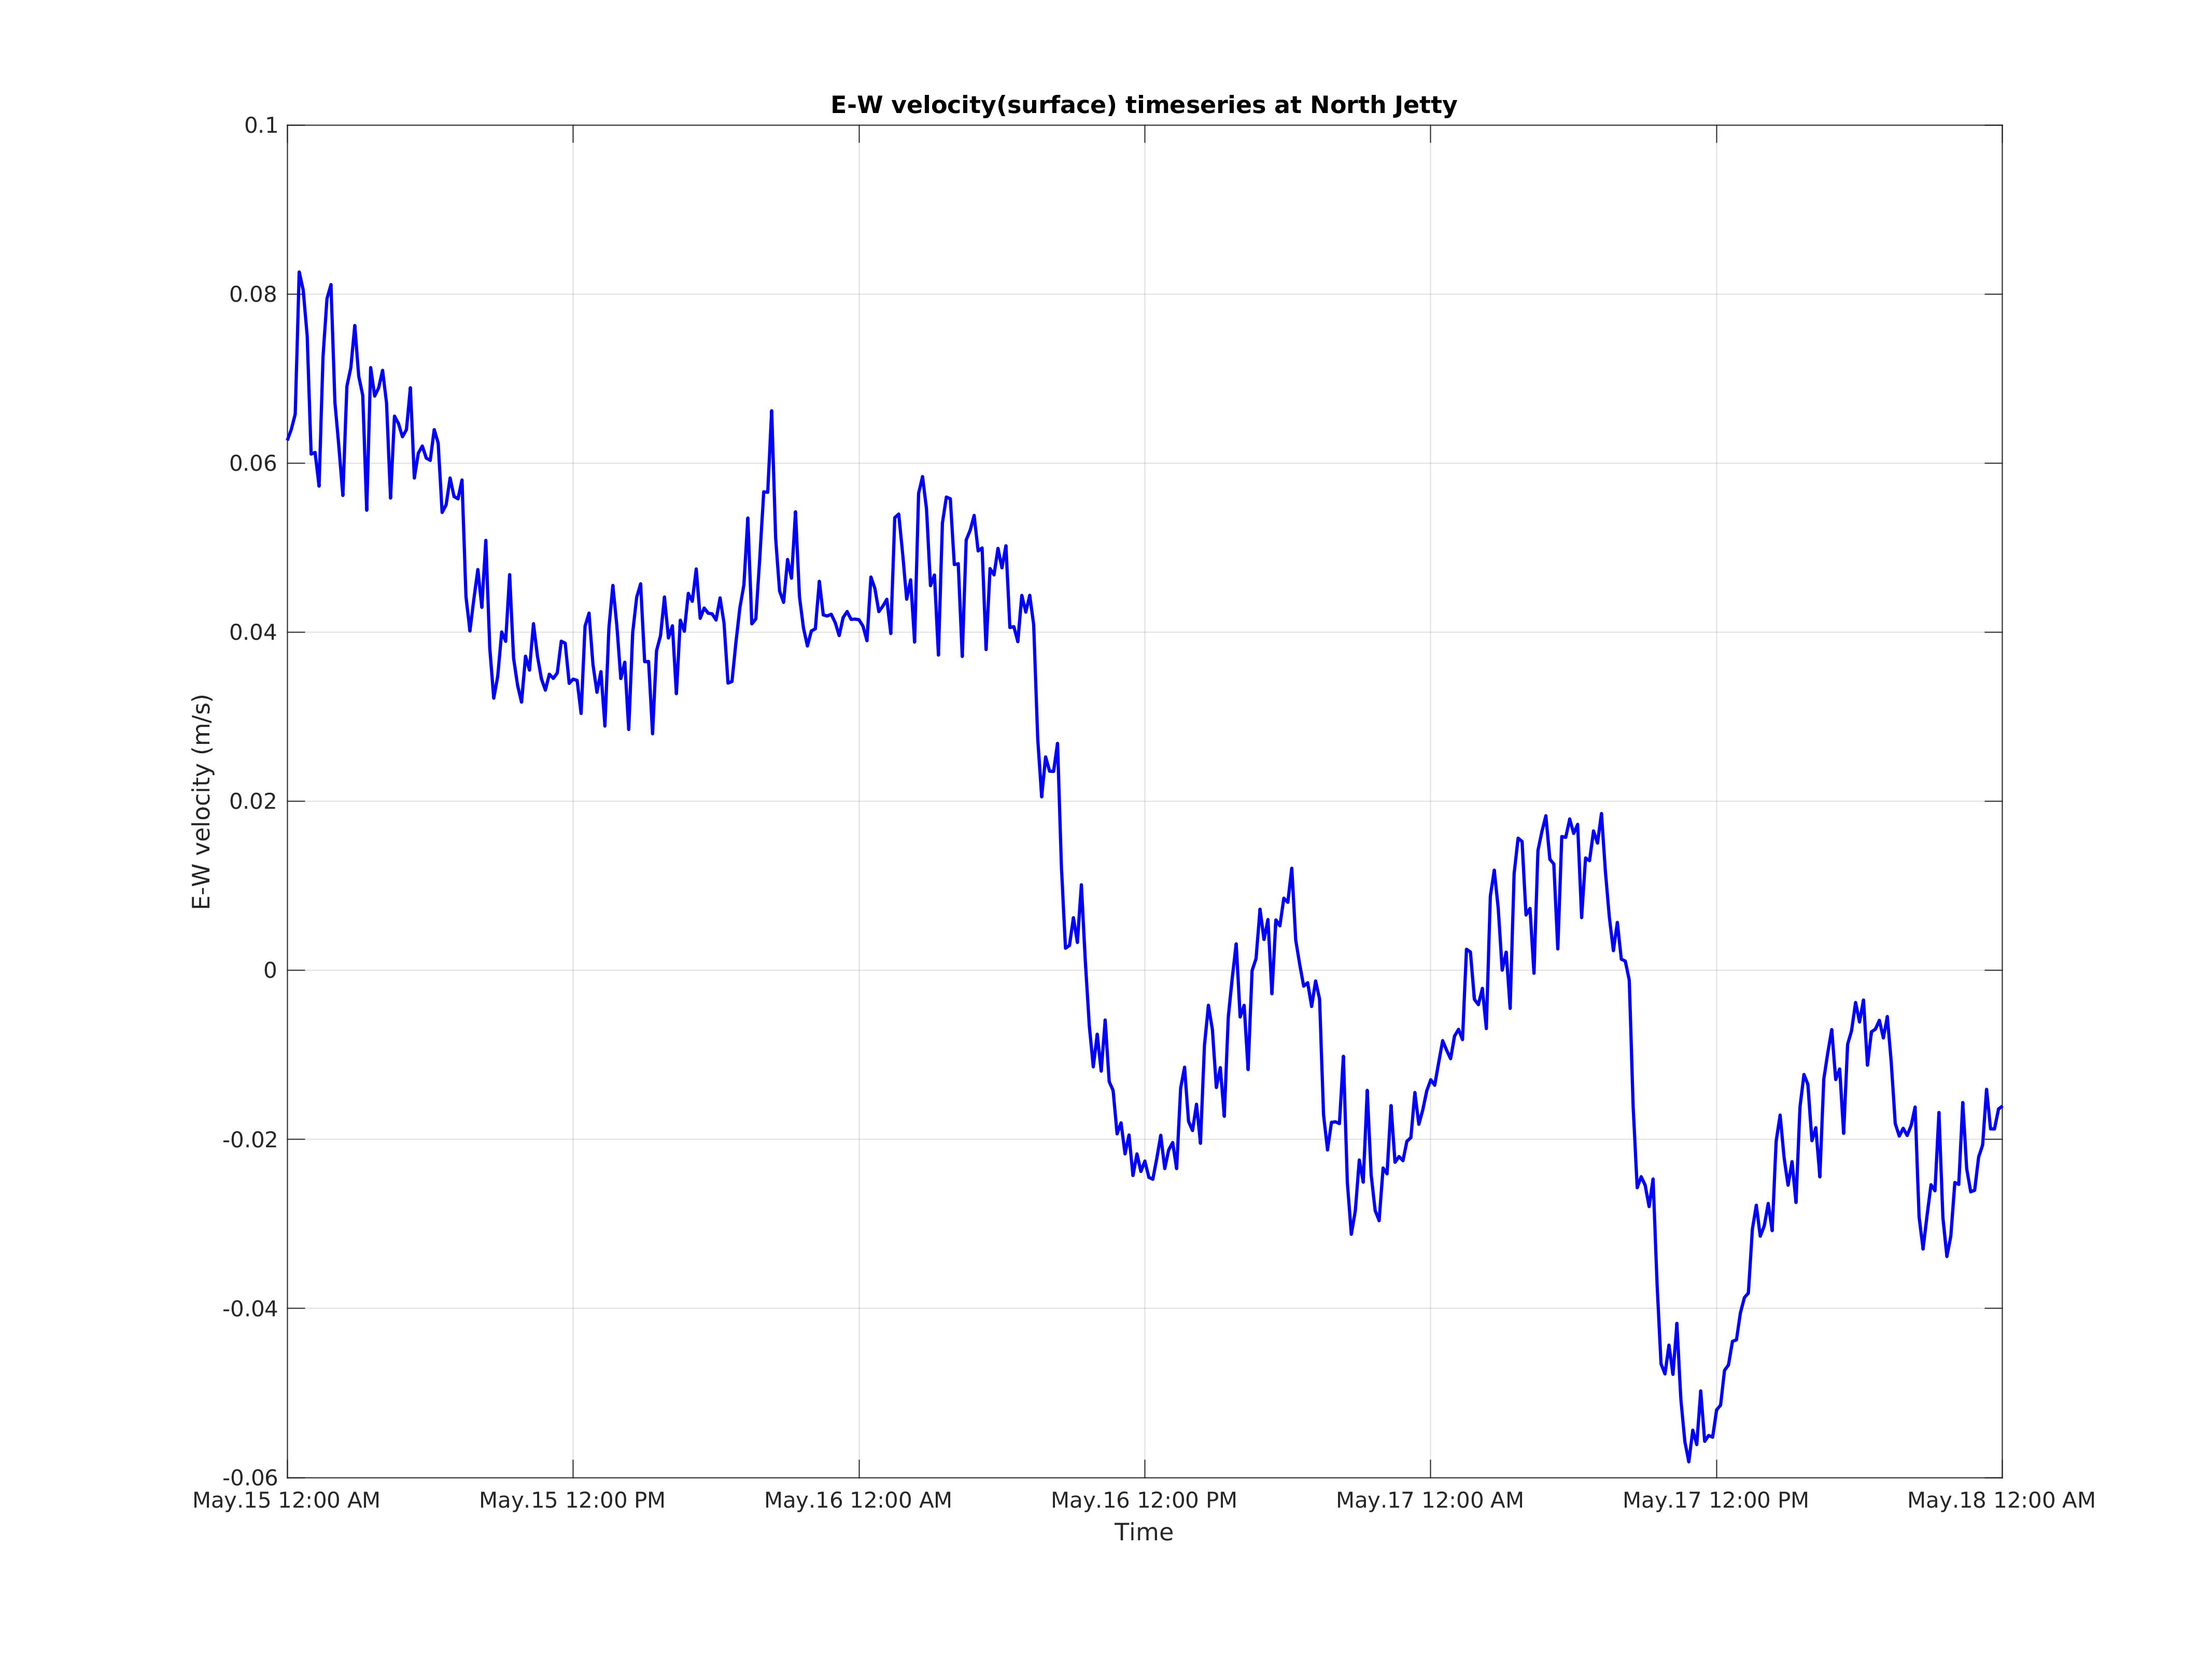 E-W velocity(surface) timeseries at North Jetty
0.1
0.08
0.06
0.04
0.02
0
-0.02
-0.04
-0.06
E-W velocity (m/s)
May.15 12:00 AM May.15 12:00 PM May.16 12:00 AM May.16 12:00 PM May.17 12:00 AM May.17 12:00 PM May.18 12:00 AM
Time